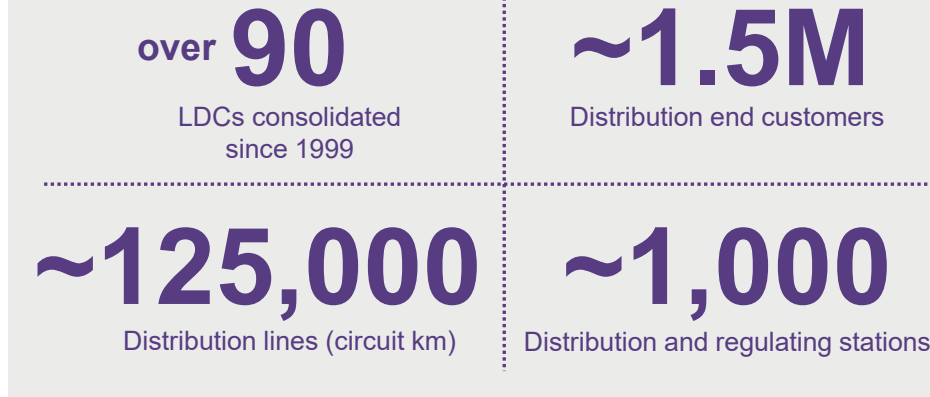 over 90
LDCs consolidated
since 1999
~1.5M
Distribution end customers
~125,000
Distribution lines (circuit km)
~1,000
Distribution and regulating stations